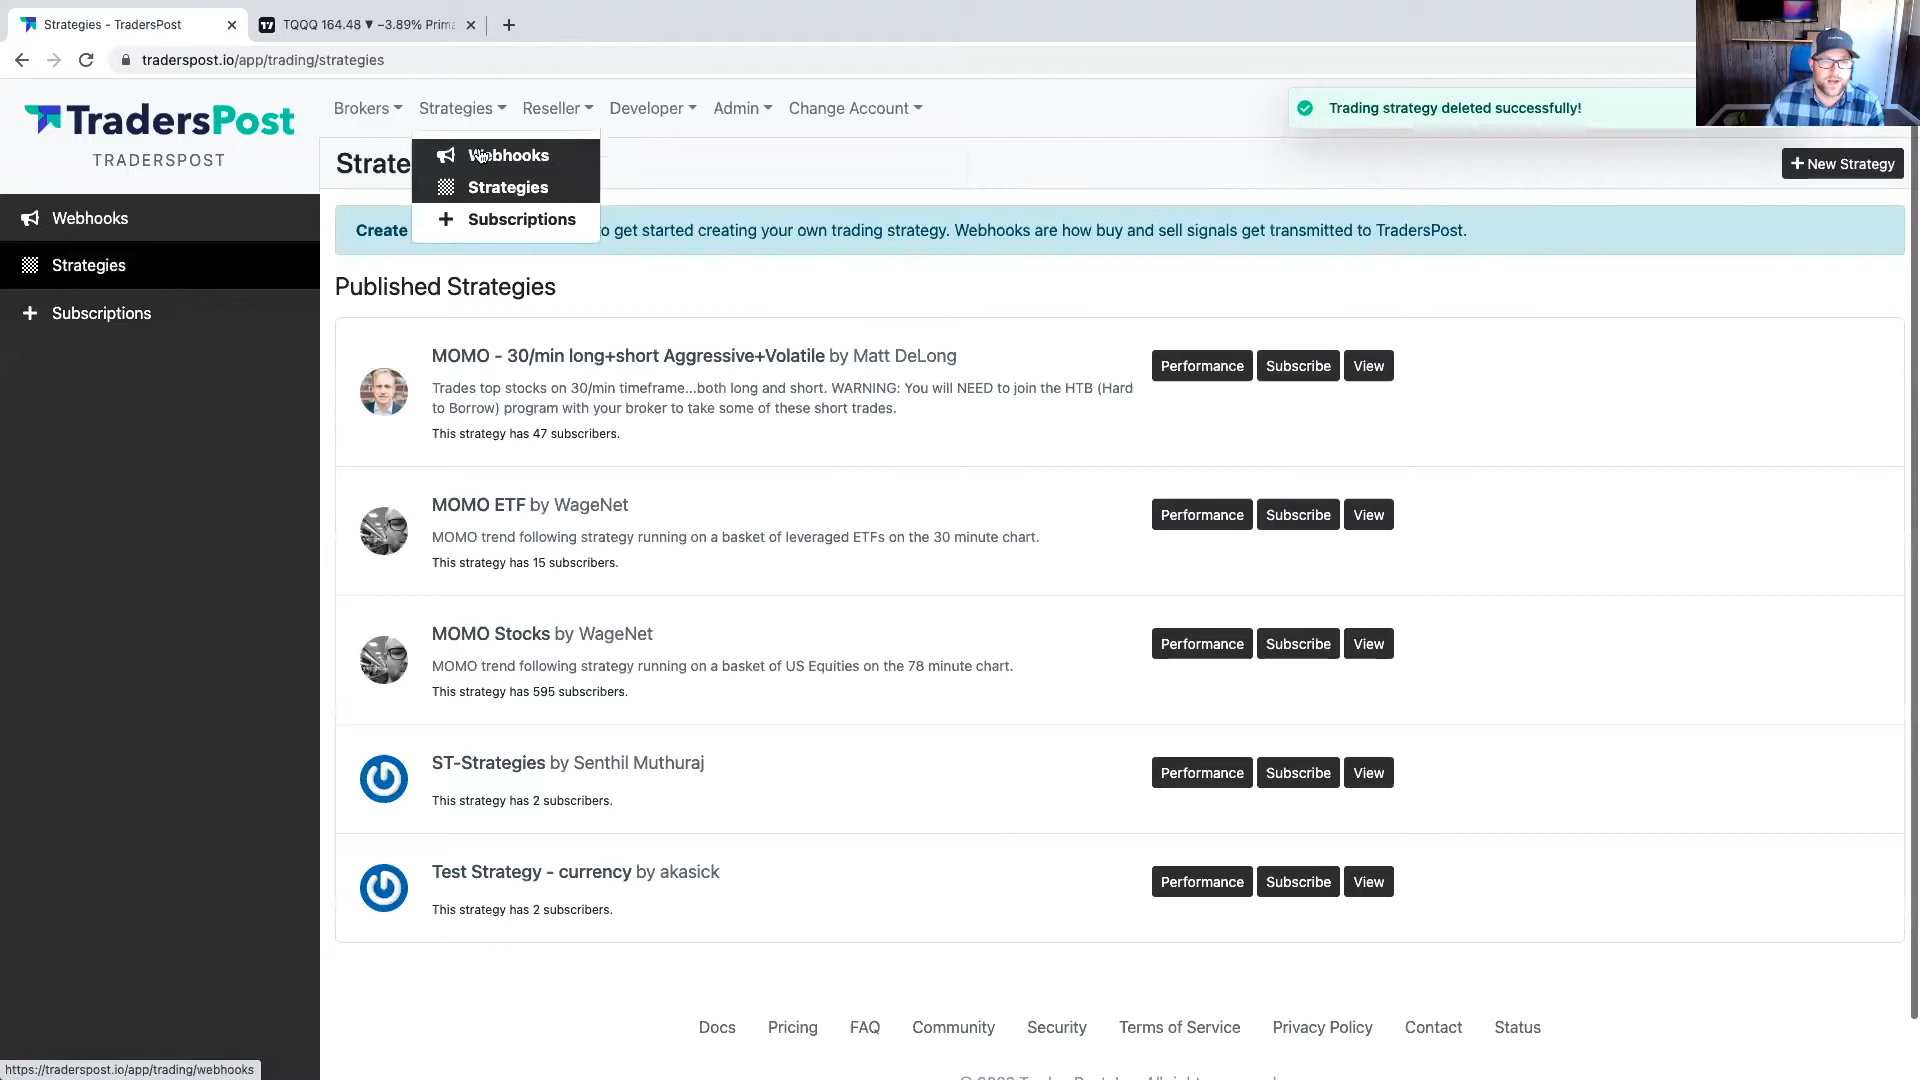 Strategies - TradersPost
TQQQ 164.48 ▼ −3.89% Prim
traderspost.io/app/trading/strategies
TradersPost
TRADERSPOST
Brokers Strategies Reseller Developer Admin Change Account
Trading strategy deleted successfully!
Webhooks
Strategies
Subscriptions
Strate
+ New Strategy
Webhooks
Strategies
Subscriptions
Create
o get started creating your own trading strategy. Webhooks are how buy and sell signals get transmitted to TradersPost.
Published Strategies
MOMO - 30/min long+short Aggressive+Volatile by Matt DeLong
Trades top stocks on 30/min timeframe...both long and short. WARNING: You will NEED to join the HTB (Hard
to Borrow) program with your broker to take some of these short trades.
This strategy has 47 subscribers.
Performance Subscribe View
MOMO ETF by WageNet
MOMO trend following strategy running on a basket of leveraged ETFs on the 30 minute chart.
This strategy has 15 subscribers.
Performance Subscribe View
MOMO Stocks by WageNet
MOMO trend following strategy running on a basket of US Equities on the 78 minute chart.
This strategy has 595 subscribers.
Performance Subscribe View
ST-Strategies by Senthil Muthuraj
This strategy has 2 subscribers.
Performance Subscribe View
Test Strategy - currency by akasick
This strategy has 2 subscribers.
Performance Subscribe View
Docs Pricing FAQ Community Security Terms of Service Privacy Policy Contact Status
https://traderspost.io/app/trading/webhooks